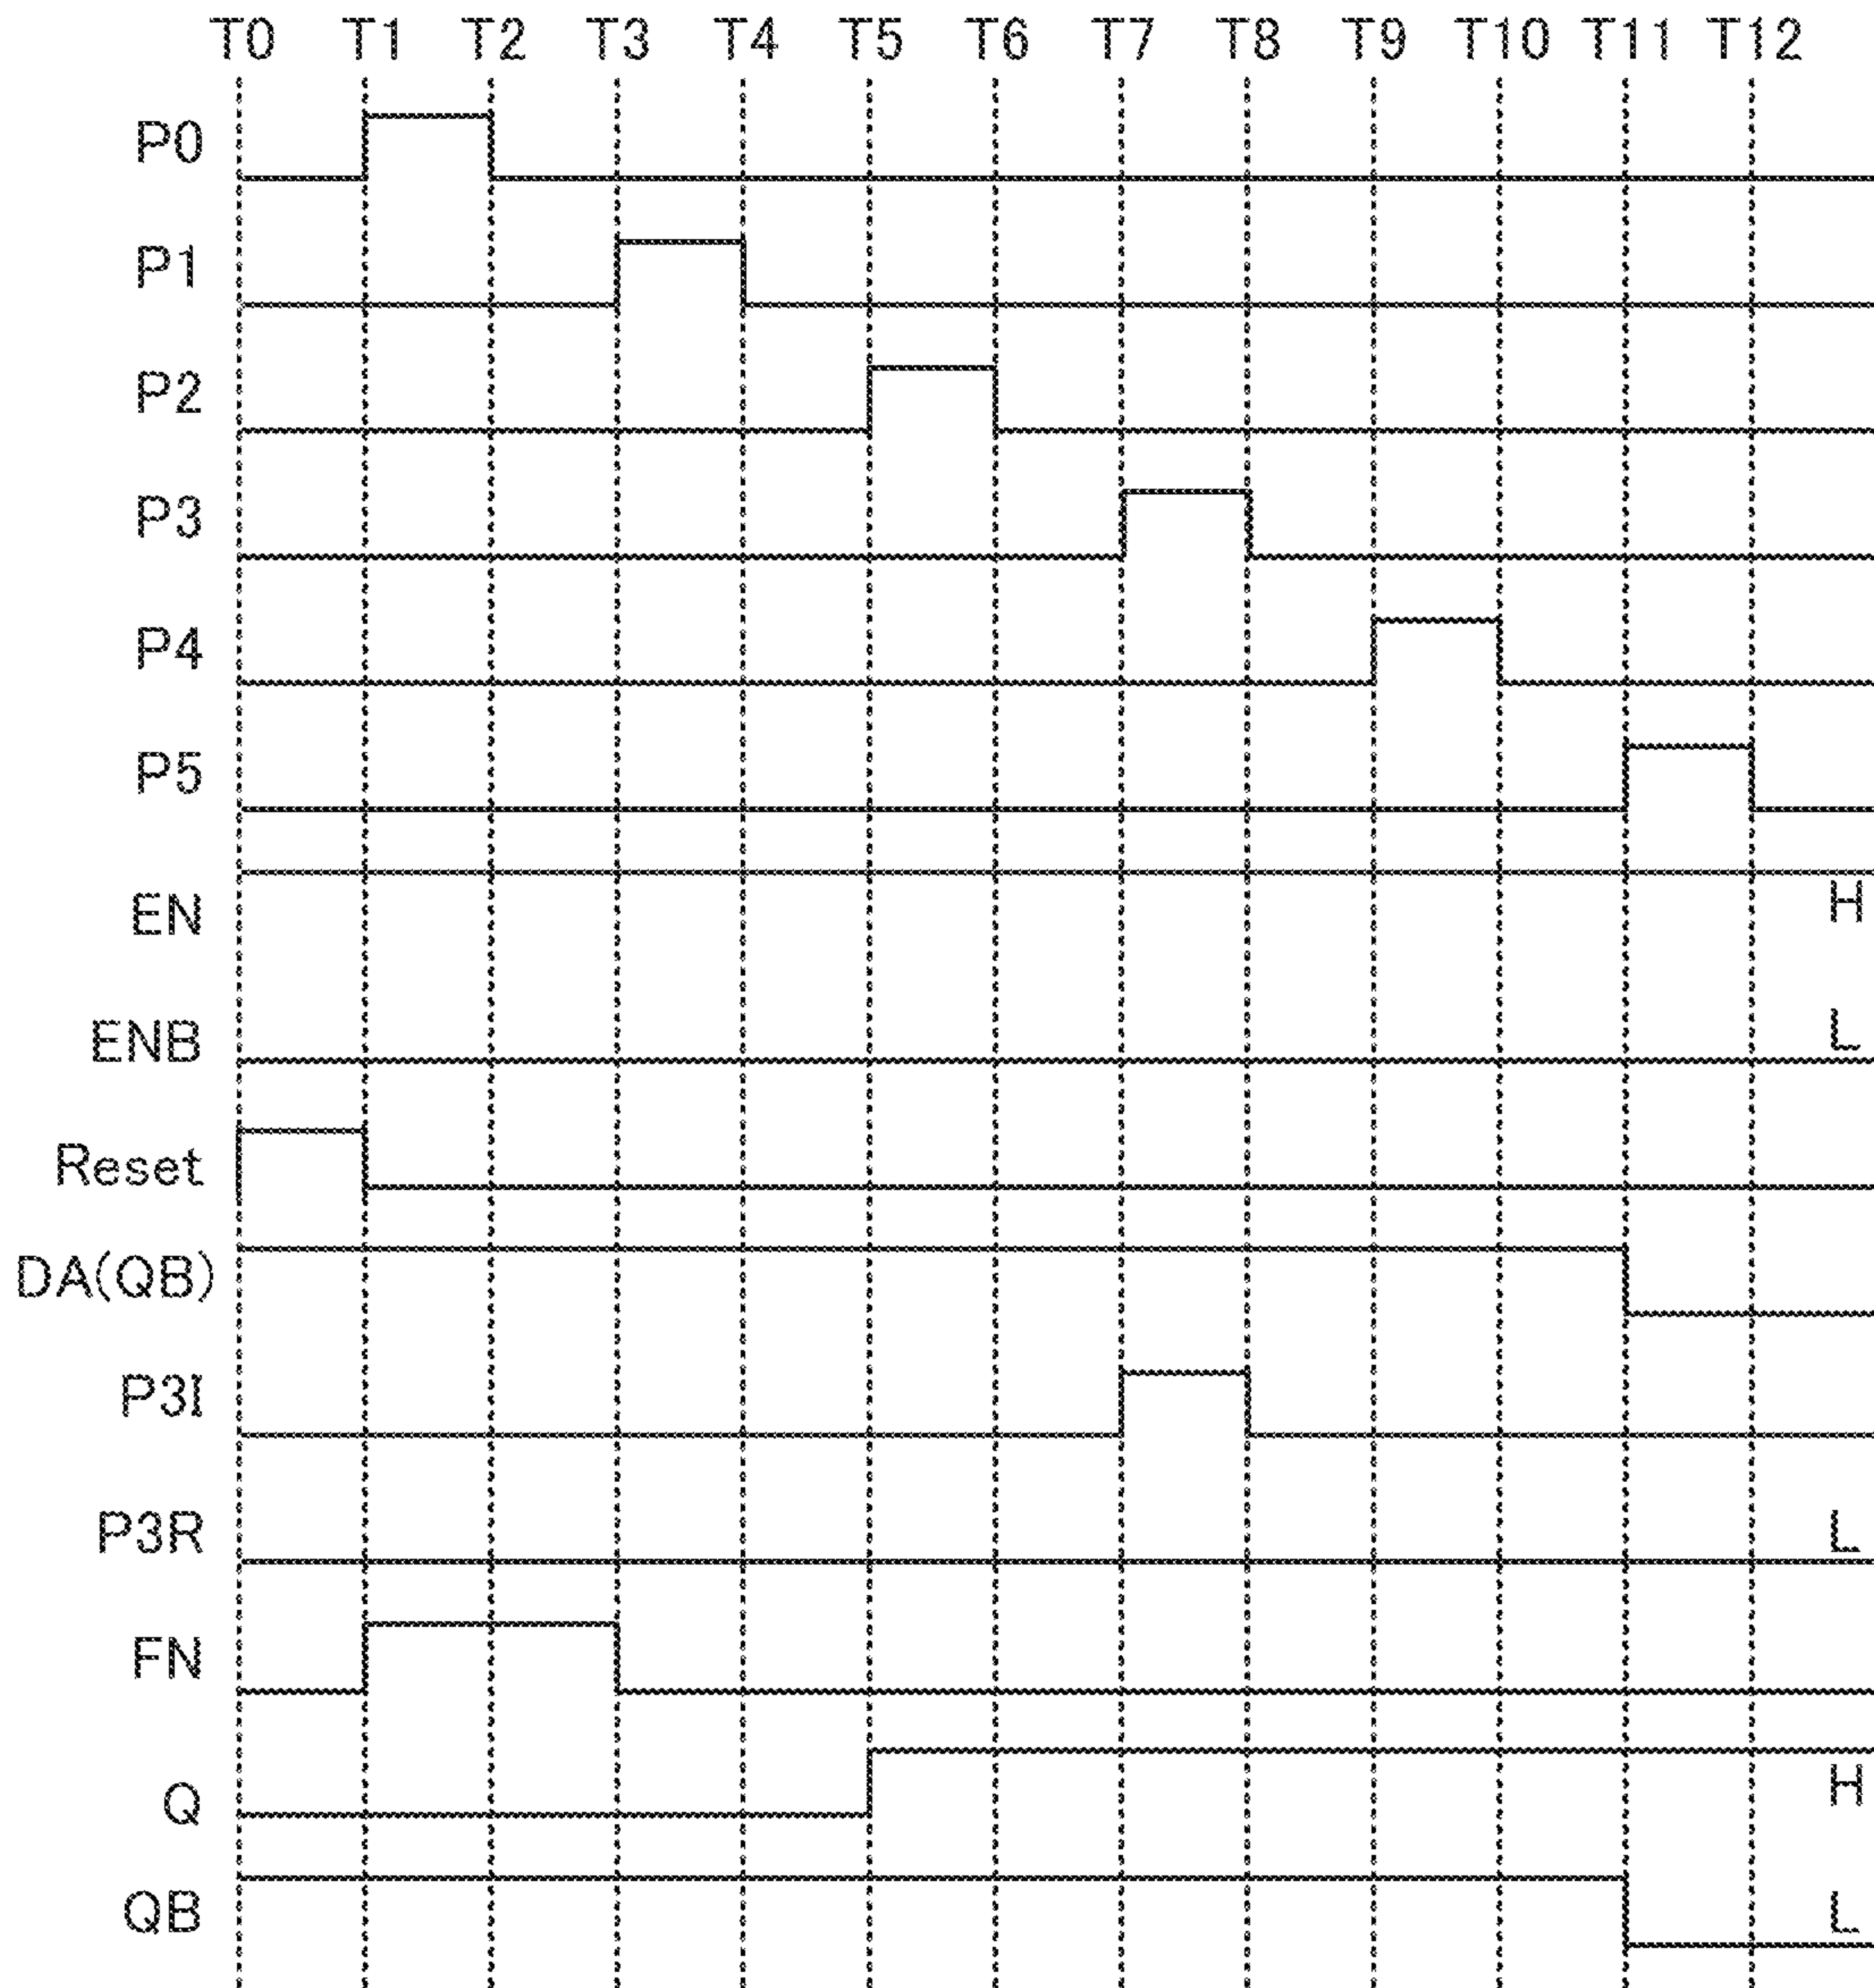 T0 T1 T2 T3 T4 T5 T6 T7 T8 T9 T10 T11 T12
P0
P1
P2
P3
P4
P5
EN H
ENB L
Reset
DA(QB)
P3I
P3R L
FN
Q H
QB L